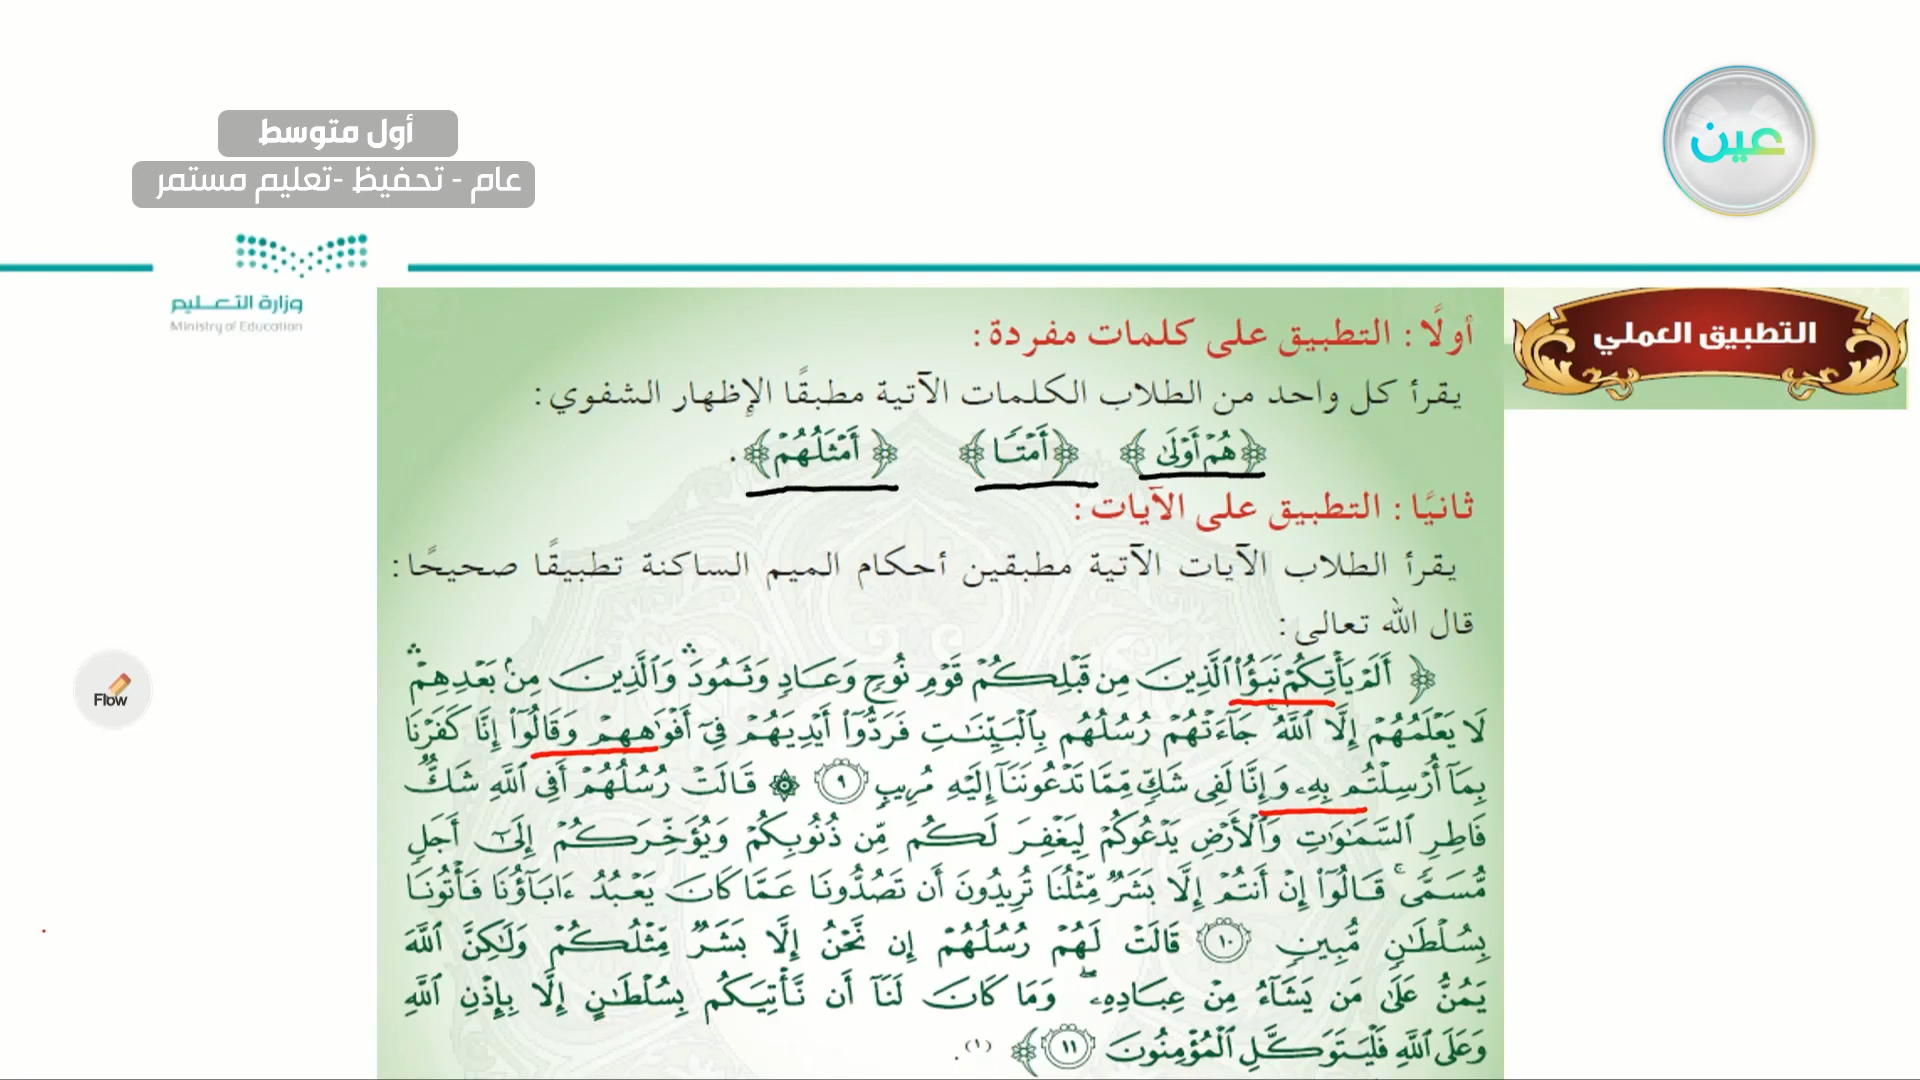 أول متوسط
عام - تحفيظ -تعليم مستمر
عين
وزارة التعليم
Ministry of Education
التطبيق العملي
أولًا : التطبيق على كلمات مفردة :
يقرأ كل واحد من الطلاب الكلمات الآتية مطبقًا الإظهار الشفوي :
﴿هُمۡ أَوۡلَىٰ﴾ ﴿أَمۡتٗا﴾ ﴿أَمۡثَٰلُهُمۡ﴾ .
ثانيًا : التطبيق على الآيات :
يقرأ الطلاب الآيات الآتية مطبقين أحكام الميم الساكنة تطبيقًا صحيحًا :
قال الله تعالى :
﴿ أَلَمۡ يَأۡتِكُمۡ نَبَؤُاْ ٱلَّذِينَ مِن قَبۡلِكُمۡ قَوۡمِ نُوحٖ وَعَادٖ وَثَمُودَۛ وَٱلَّذِينَ مِنۢ بَعۡدِهِمۡۛ
لَا يَعۡلَمُهُمۡ إِلَّا ٱللَّهُۚ جَآءَتۡهُمۡ رُسُلُهُم بِٱلۡبَيِّنَٰتِ فَرَدُّوٓاْ أَيۡدِيَهُمۡ فِيٓ أَفۡوَٰهِهِمۡ وَقَالُوٓاْ إِنَّا كَفَرۡنَا
بِمَآ أُرۡسِلۡتُم بِهِۦ وَإِنَّا لَفِي شَكّٖ مِّمَّا تَدۡعُونَنَآ إِلَيۡهِ مُرِيبٖ ٩ ۞ قَالَتۡ رُسُلُهُمۡ أَفِي ٱللَّهِ شَكّٞ
فَاطِرِ ٱلسَّمَٰوَٰتِ وَٱلۡأَرۡضِۖ يَدۡعُوكُمۡ لِيَغۡفِرَ لَكُم مِّن ذُنُوبِكُمۡ وَيُؤَخِّرَكُمۡ إِلَىٰٓ أَجَلٖ
مُّسَمّٗىۚ قَالُوٓاْ إِنۡ أَنتُمۡ إِلَّا بَشَرٞ مِّثۡلُنَا تُرِيدُونَ أَن تَصُدُّونَا عَمَّا كَانَ يَعۡبُدُ ءَابَآؤُنَا فَأۡتُونَا
بِسُلۡطَٰنٖ مُّبِينٖ ١٠ قَالَتۡ لَهُمۡ رُسُلُهُمۡ إِن نَّحۡنُ إِلَّا بَشَرٞ مِّثۡلُكُمۡ وَلَٰكِنَّ ٱللَّهَ
يَمُنُّ عَلَىٰ مَن يَشَآءُ مِنۡ عِبَادِهِۦۖ وَمَا كَانَ لَنَآ أَن نَّأۡتِيَكُم بِسُلۡطَٰنٍ إِلَّا بِإِذۡنِ ٱللَّهِۚ
وَعَلَى ٱللَّهِ فَلۡيَتَوَكَّلِ ٱلۡمُؤۡمِنُونَ ١١ ﴾ (١) .
Flow